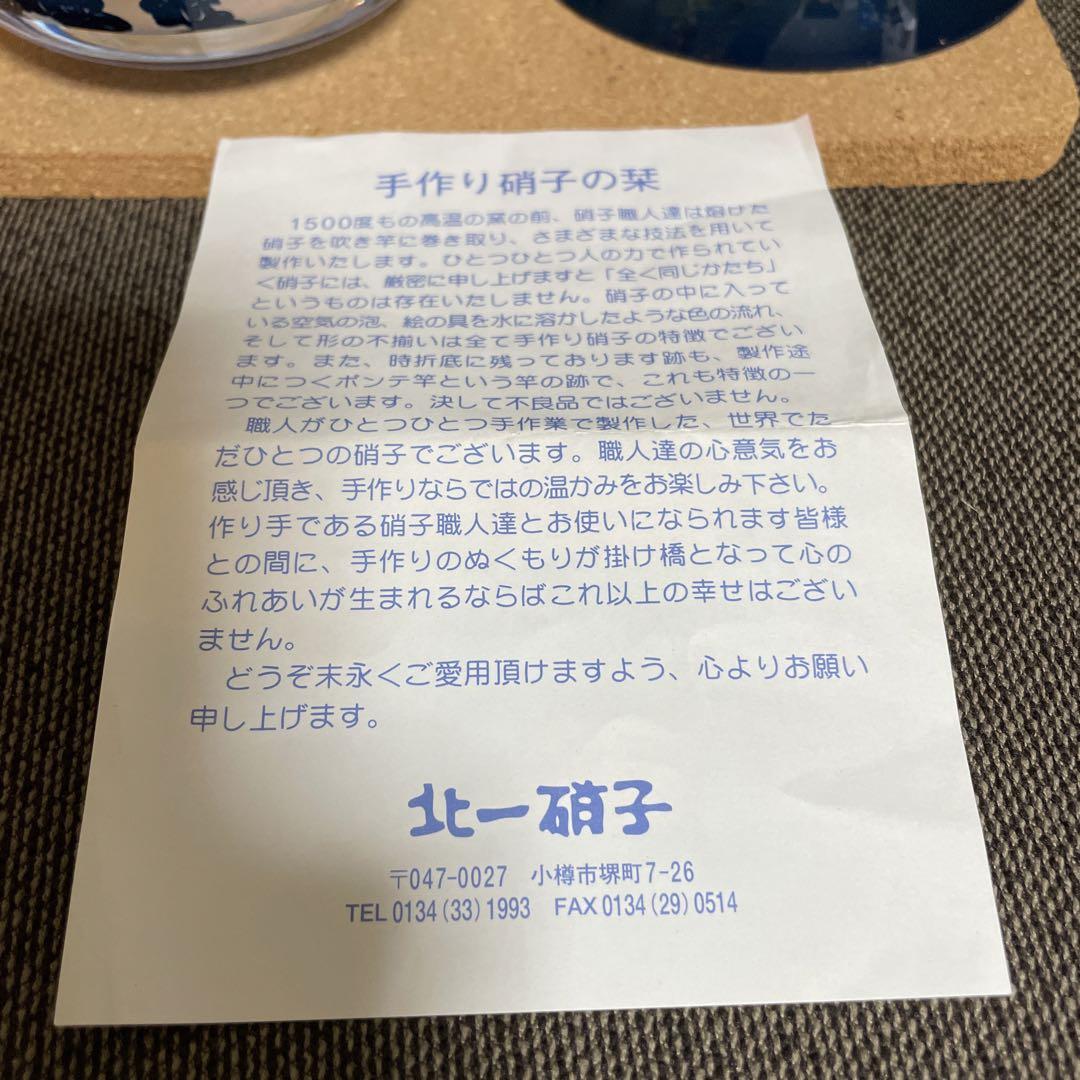 手作り硝子の栞
1500度もの高温の窯の前、硝子職人達は熔けた
硝子を吹き竿に巻き取り、さまざまな技法を用いて
製作いたします。ひとつひとつ人の力で作られてい
く硝子には、厳密に申し上げますと「全く同じかたち」
というものは存在いたしません。硝子の中に入って
いる空気の泡、絵の具を水に溶かしたような色の流れ、
そして形の不揃いは全て手作り硝子の特徴でござい
ます。また、時折底に残っております跡も、製作途
中につくポンテ竿という竿の跡で、これも特徴の一
つでございます。決して不良品ではございません。
職人がひとつひとつ手作業で製作した、世界でた
だひとつの硝子でございます。職人達の心意気をお
感じ頂き、手作りならではの温かみをお楽しみ下さい。
作り手である硝子職人達とお使いになられます皆様
との間に、手作りのぬくもりが掛け橋となって心の
ふれあいが生まれるならばこれ以上の幸せはござい
ません。
どうぞ末永くご愛用頂けますよう、心よりお願い
申し上げます。
北一硝子
〒047-0027 小樽市堺町7-26
TEL 0134(33)1993 FAX 0134(29)0514